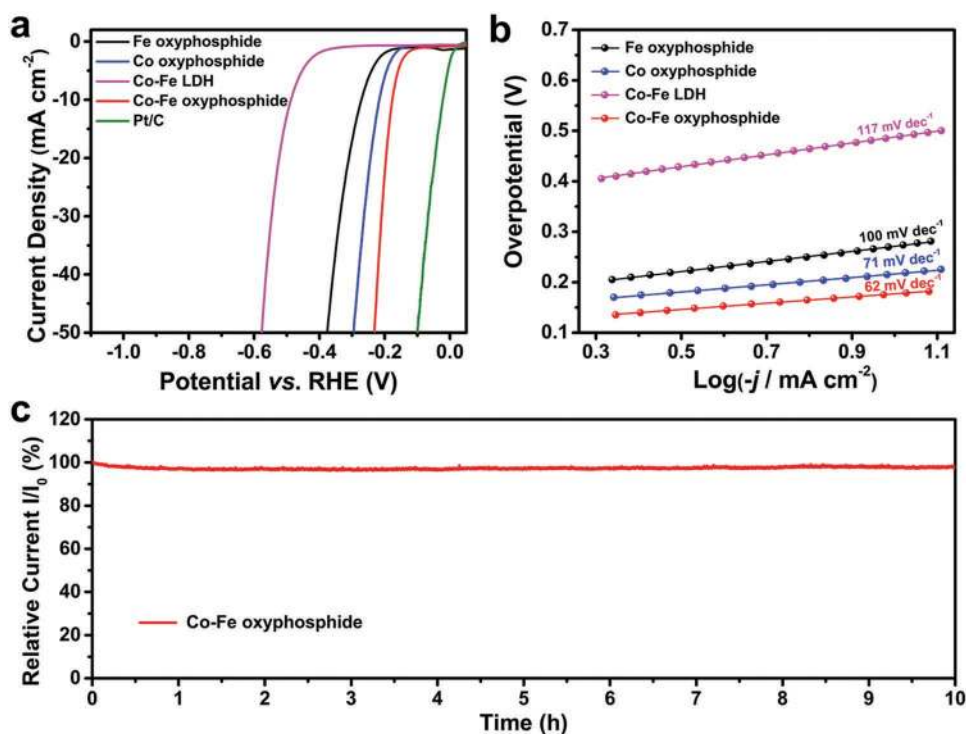 a
Fe oxyphosphide
Co oxyphosphide
Co-Fe LDH
Co-Fe oxyphosphide
Pt/C
0
-10
-20
-30
-40
-50
Current Density (mA cm⁻²)
-1.0
-0.8
-0.6
-0.4
-0.2
0.0
Potential vs. RHE (V)
b
Fe oxyphosphide
Co oxyphosphide
Co-Fe LDH
Co-Fe oxyphosphide
117 mV dec⁻¹
100 mV dec⁻¹
71 mV dec⁻¹
62 mV dec⁻¹
0.7
0.6
0.5
0.4
0.3
0.2
0.1
Overpotential (V)
0.3
0.5
0.7
0.9
1.1
Log(-j / mA cm⁻²)
c
120
100
80
60
40
20
0
Relative Current I/I₀ (%)
Co-Fe oxyphosphide
0
1
2
3
4
5
6
7
8
9
10
Time (h)